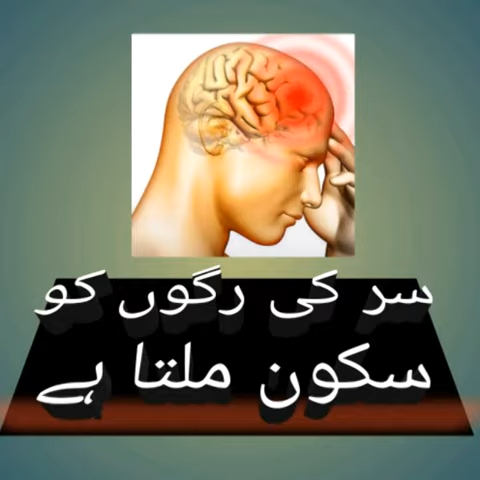 سر کی رگوں کو
سکون ملتا ہے